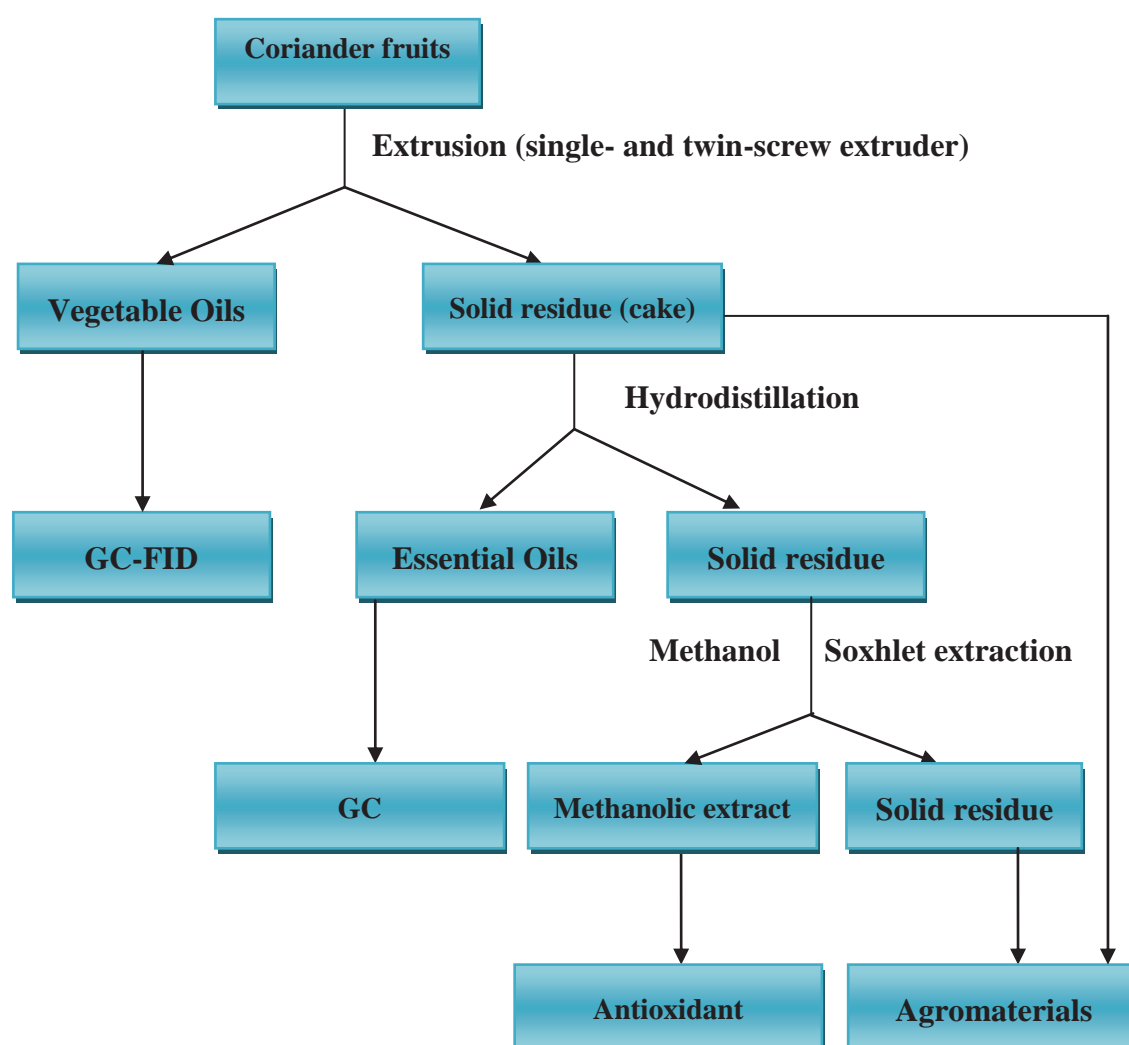 Coriander fruits
Extrusion (single- and twin-screw extruder)
Vegetable Oils
Solid residue (cake)
Hydrodistillation
GC-FID
Essential Oils
Solid residue
Methanol
Soxhlet extraction
GC
Methanolic extract
Solid residue
Antioxidant
Agromaterials